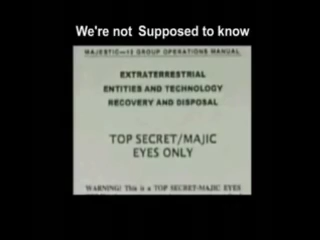 We're not Supposed to know
MAJESTIC—12 GROUP OPERATIONS MANUAL
EXTRATERRESTRIAL
ENTITIES AND TECHNOLOGY
RECOVERY AND DISPOSAL
TOP SECRET/MAJIC
EYES ONLY
WARNING! This is a TOP SECRET-MAJIC EYES